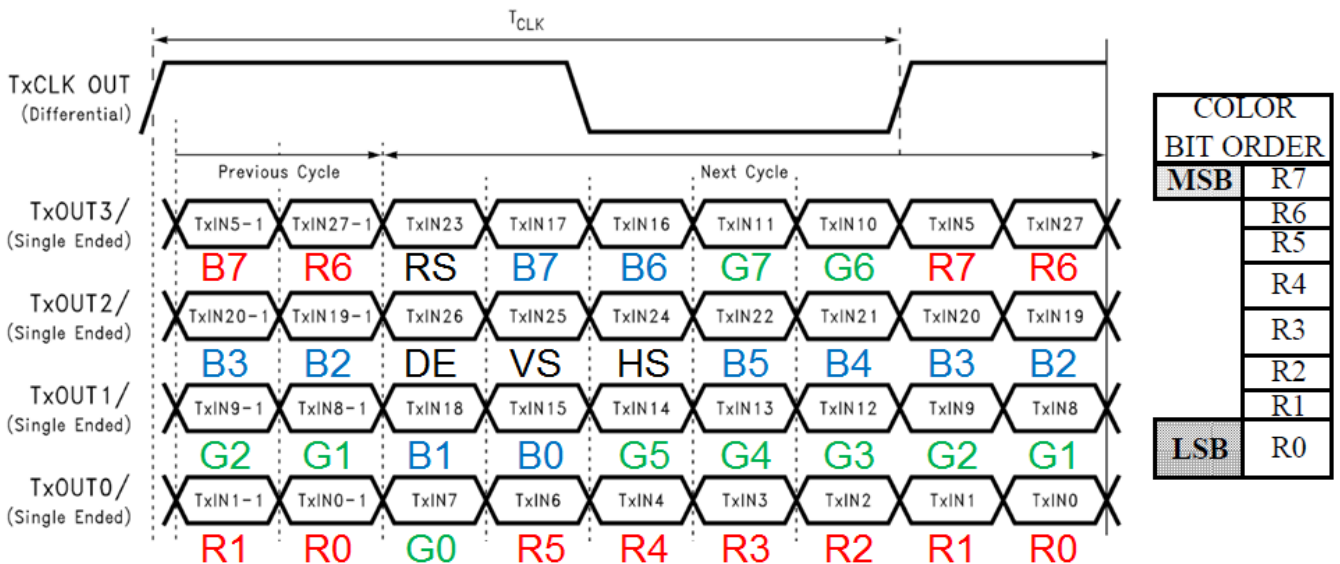 TCLK
TxCLK OUT
(Differential)
Previous Cycle Next Cycle
TxOUT3/
(Single Ended)
TxIN5-1 TxIN27-1 TxIN23 TxIN17 TxIN16 TxIN11 TxIN10 TxIN5 TxIN27
B7 R6 RS B7 B6 G7 G6 R7 R6
TxOUT2/
(Single Ended)
TxIN20-1 TxIN19-1 TxIN26 TxIN25 TxIN24 TxIN22 TxIN21 TxIN20 TxIN19
B3 B2 DE VS HS B5 B4 B3 B2
TxOUT1/
(Single Ended)
TxIN9-1 TxIN8-1 TxIN18 TxIN15 TxIN14 TxIN13 TxIN12 TxIN9 TxIN8
G2 G1 B1 B0 G5 G4 G3 G2 G1
TxOUT0/
(Single Ended)
TxIN1-1 TxIN0-1 TxIN7 TxIN6 TxIN4 TxIN3 TxIN2 TxIN1 TxIN0
R1 R0 G0 R5 R4 R3 R2 R1 R0
COLOR
BIT ORDER
MSB R7
R6
R5
R4
R3
R2
R1
LSB R0